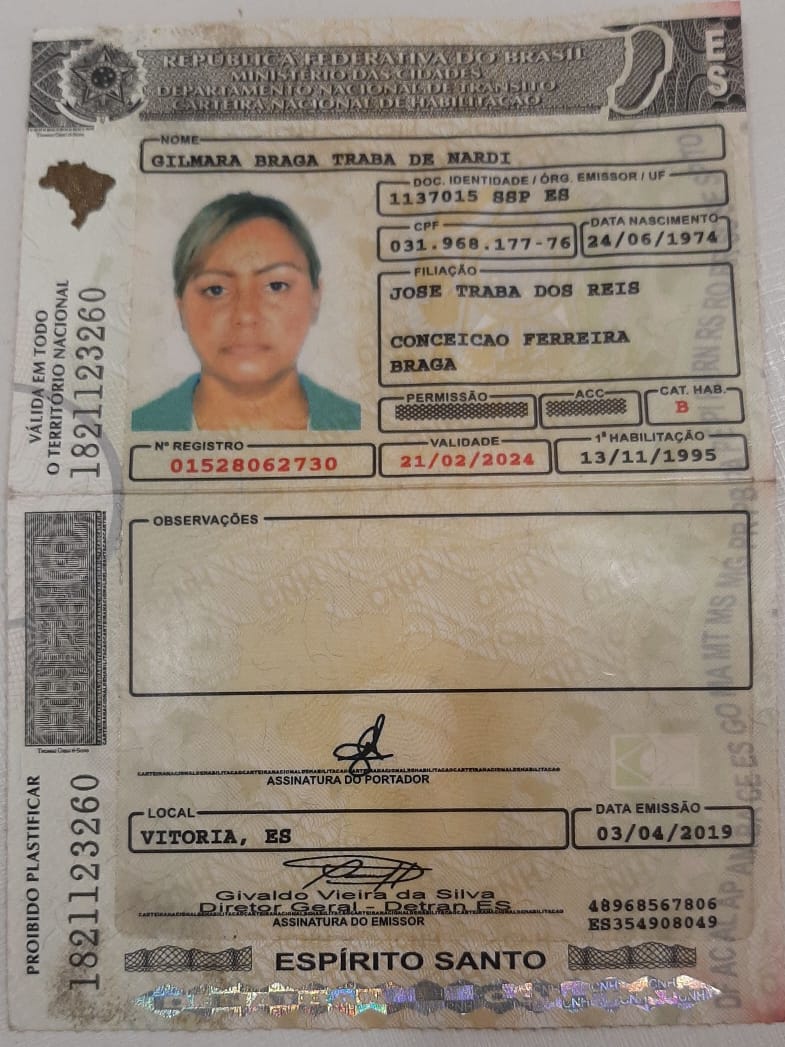 REPÚBLICA FEDERATIVA DO BRASIL
MINISTÉRIO DAS CIDADES
DEPARTAMENTO NACIONAL DE TRÂNSITO
CARTEIRA NACIONAL DE HABILITAÇÃO
ES
NOME
GILMARA BRAGA TRABA DE NARDI
DOC. IDENTIDADE / ÓRG. EMISSOR / UF
1137015 SSP ES
CPF
031.968.177-76
DATA NASCIMENTO
24/06/1974
FILIAÇÃO
JOSE TRABA DOS REIS
CONCEICAO FERREIRA
BRAGA
PERMISSÃO
ACC
CAT. HAB.
B
Nº REGISTRO
01528062730
VALIDADE
21/02/2024
1ª HABILITAÇÃO
13/11/1995
VÁLIDA EM TODO
O TERRITÓRIO NACIONAL
1821123260
OBSERVAÇÕES
ASSINATURA DO PORTADOR
LOCAL
VITORIA, ES
DATA EMISSÃO
03/04/2019
Givaldo Vieira da Silva
Diretor Geral - Detran ES
ASSINATURA DO EMISSOR
48968567806
ES354908049
PROIBIDO PLASTIFICAR
1821123260
ESPÍRITO SANTO